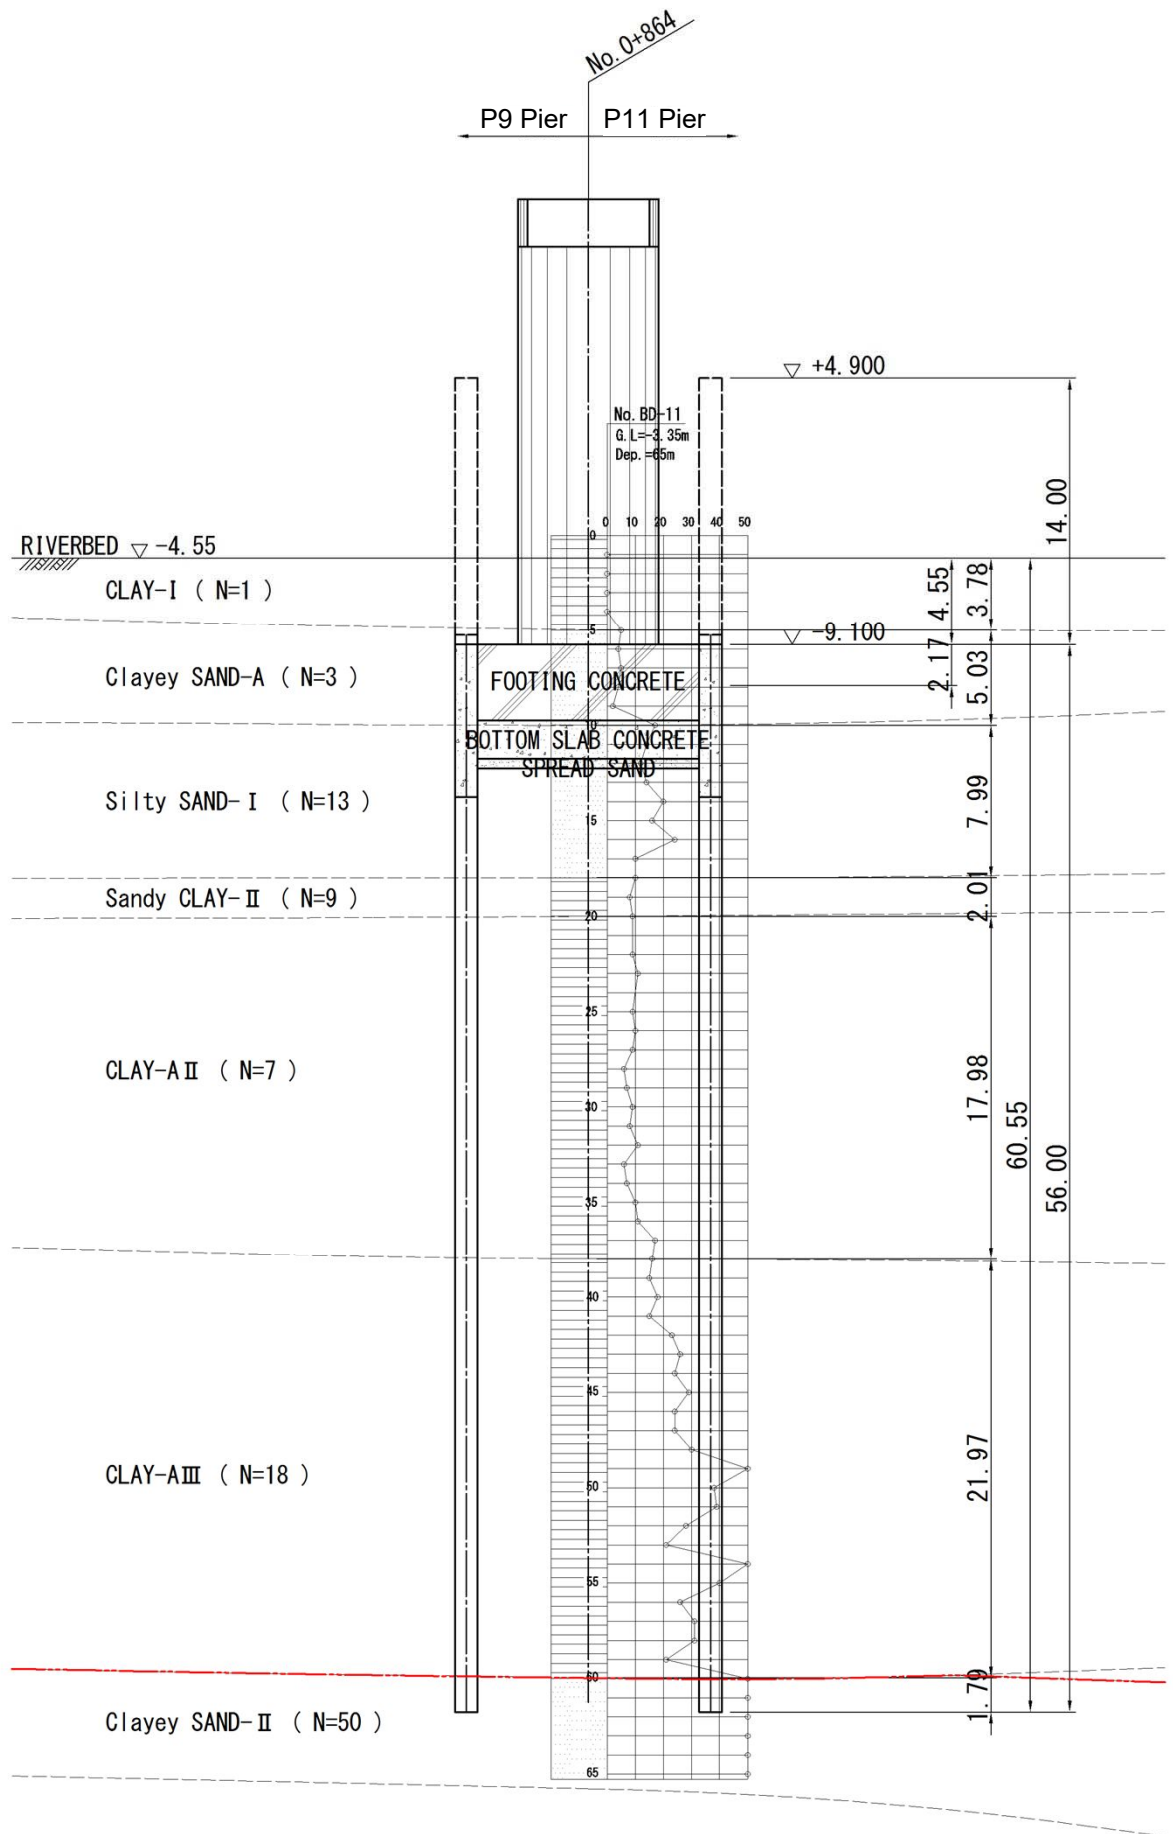 No. 0+864
P9 Pier
P11 Pier
+4.900
No. BD-11
G.L=-3.35m
Dep.=65m
14.00
0 10 20 30 40 50
0
RIVERBED -4.55
CLAY-I ( N=1 )
4.55
3.78
5
-9.100
Clayey SAND-A ( N=3 )
FOOTING CONCRETE
2.17
5.03
10
BOTTOM SLAB CONCRETE
SPREAD SAND
Silty SAND-Ⅰ ( N=13 )
7.99
15
Sandy CLAY-Ⅱ ( N=9 )
2.01
20
25
CLAY-AⅡ ( N=7 )
17.98
30
60.55
56.00
35
40
45
CLAY-AⅢ ( N=18 )
21.97
50
55
60
1.79
Clayey SAND-Ⅱ ( N=50 )
65